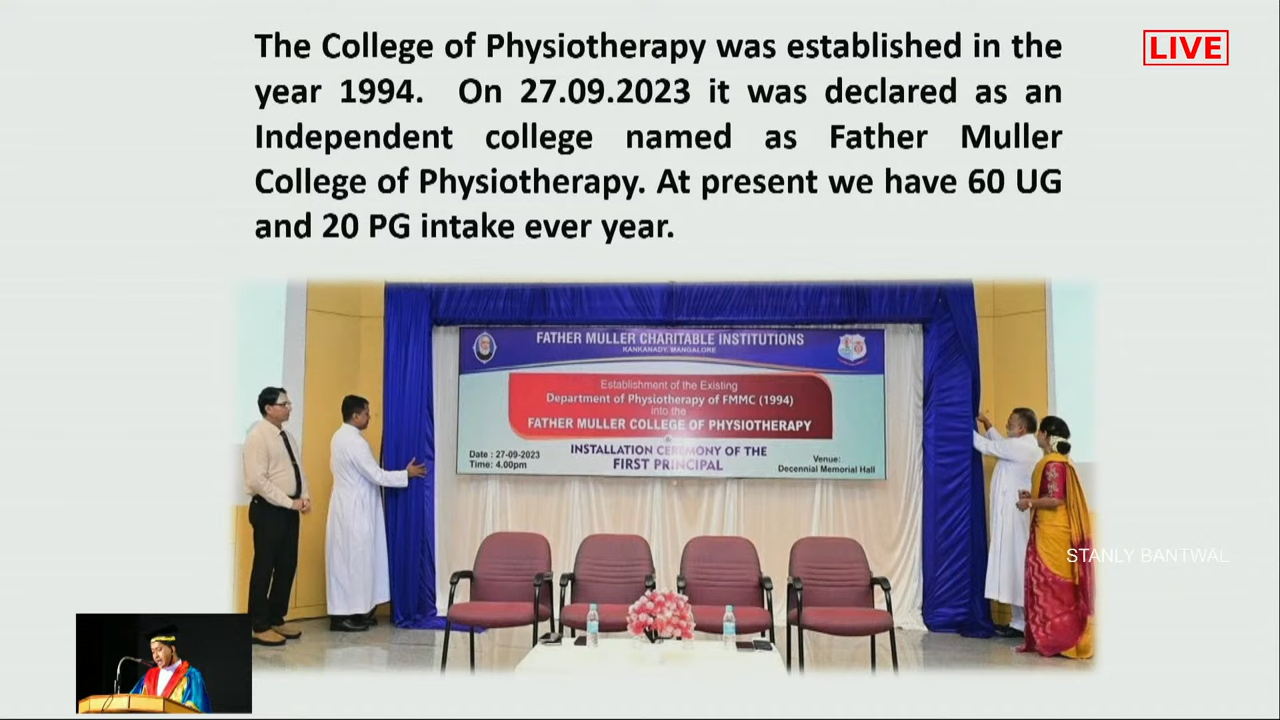 The College of Physiotherapy was established in the
year 1994. On 27.09.2023 it was declared as an
Independent college named as Father Muller
College of Physiotherapy. At present we have 60 UG
and 20 PG intake ever year.
LIVE
FATHER MULLER CHARITABLE INSTITUTIONS
KANKANADY, MANGALORE
Establishment of the Existing
Department of Physiotherapy of FMMC (1994)
into the
FATHER MULLER COLLEGE OF PHYSIOTHERAPY
&
INSTALLATION CEREMONY OF THE
FIRST PRINCIPAL
Date : 27-09-2023
Time: 4.00pm
Venue:
Decennial Memorial Hall
STANLY BANTWAL